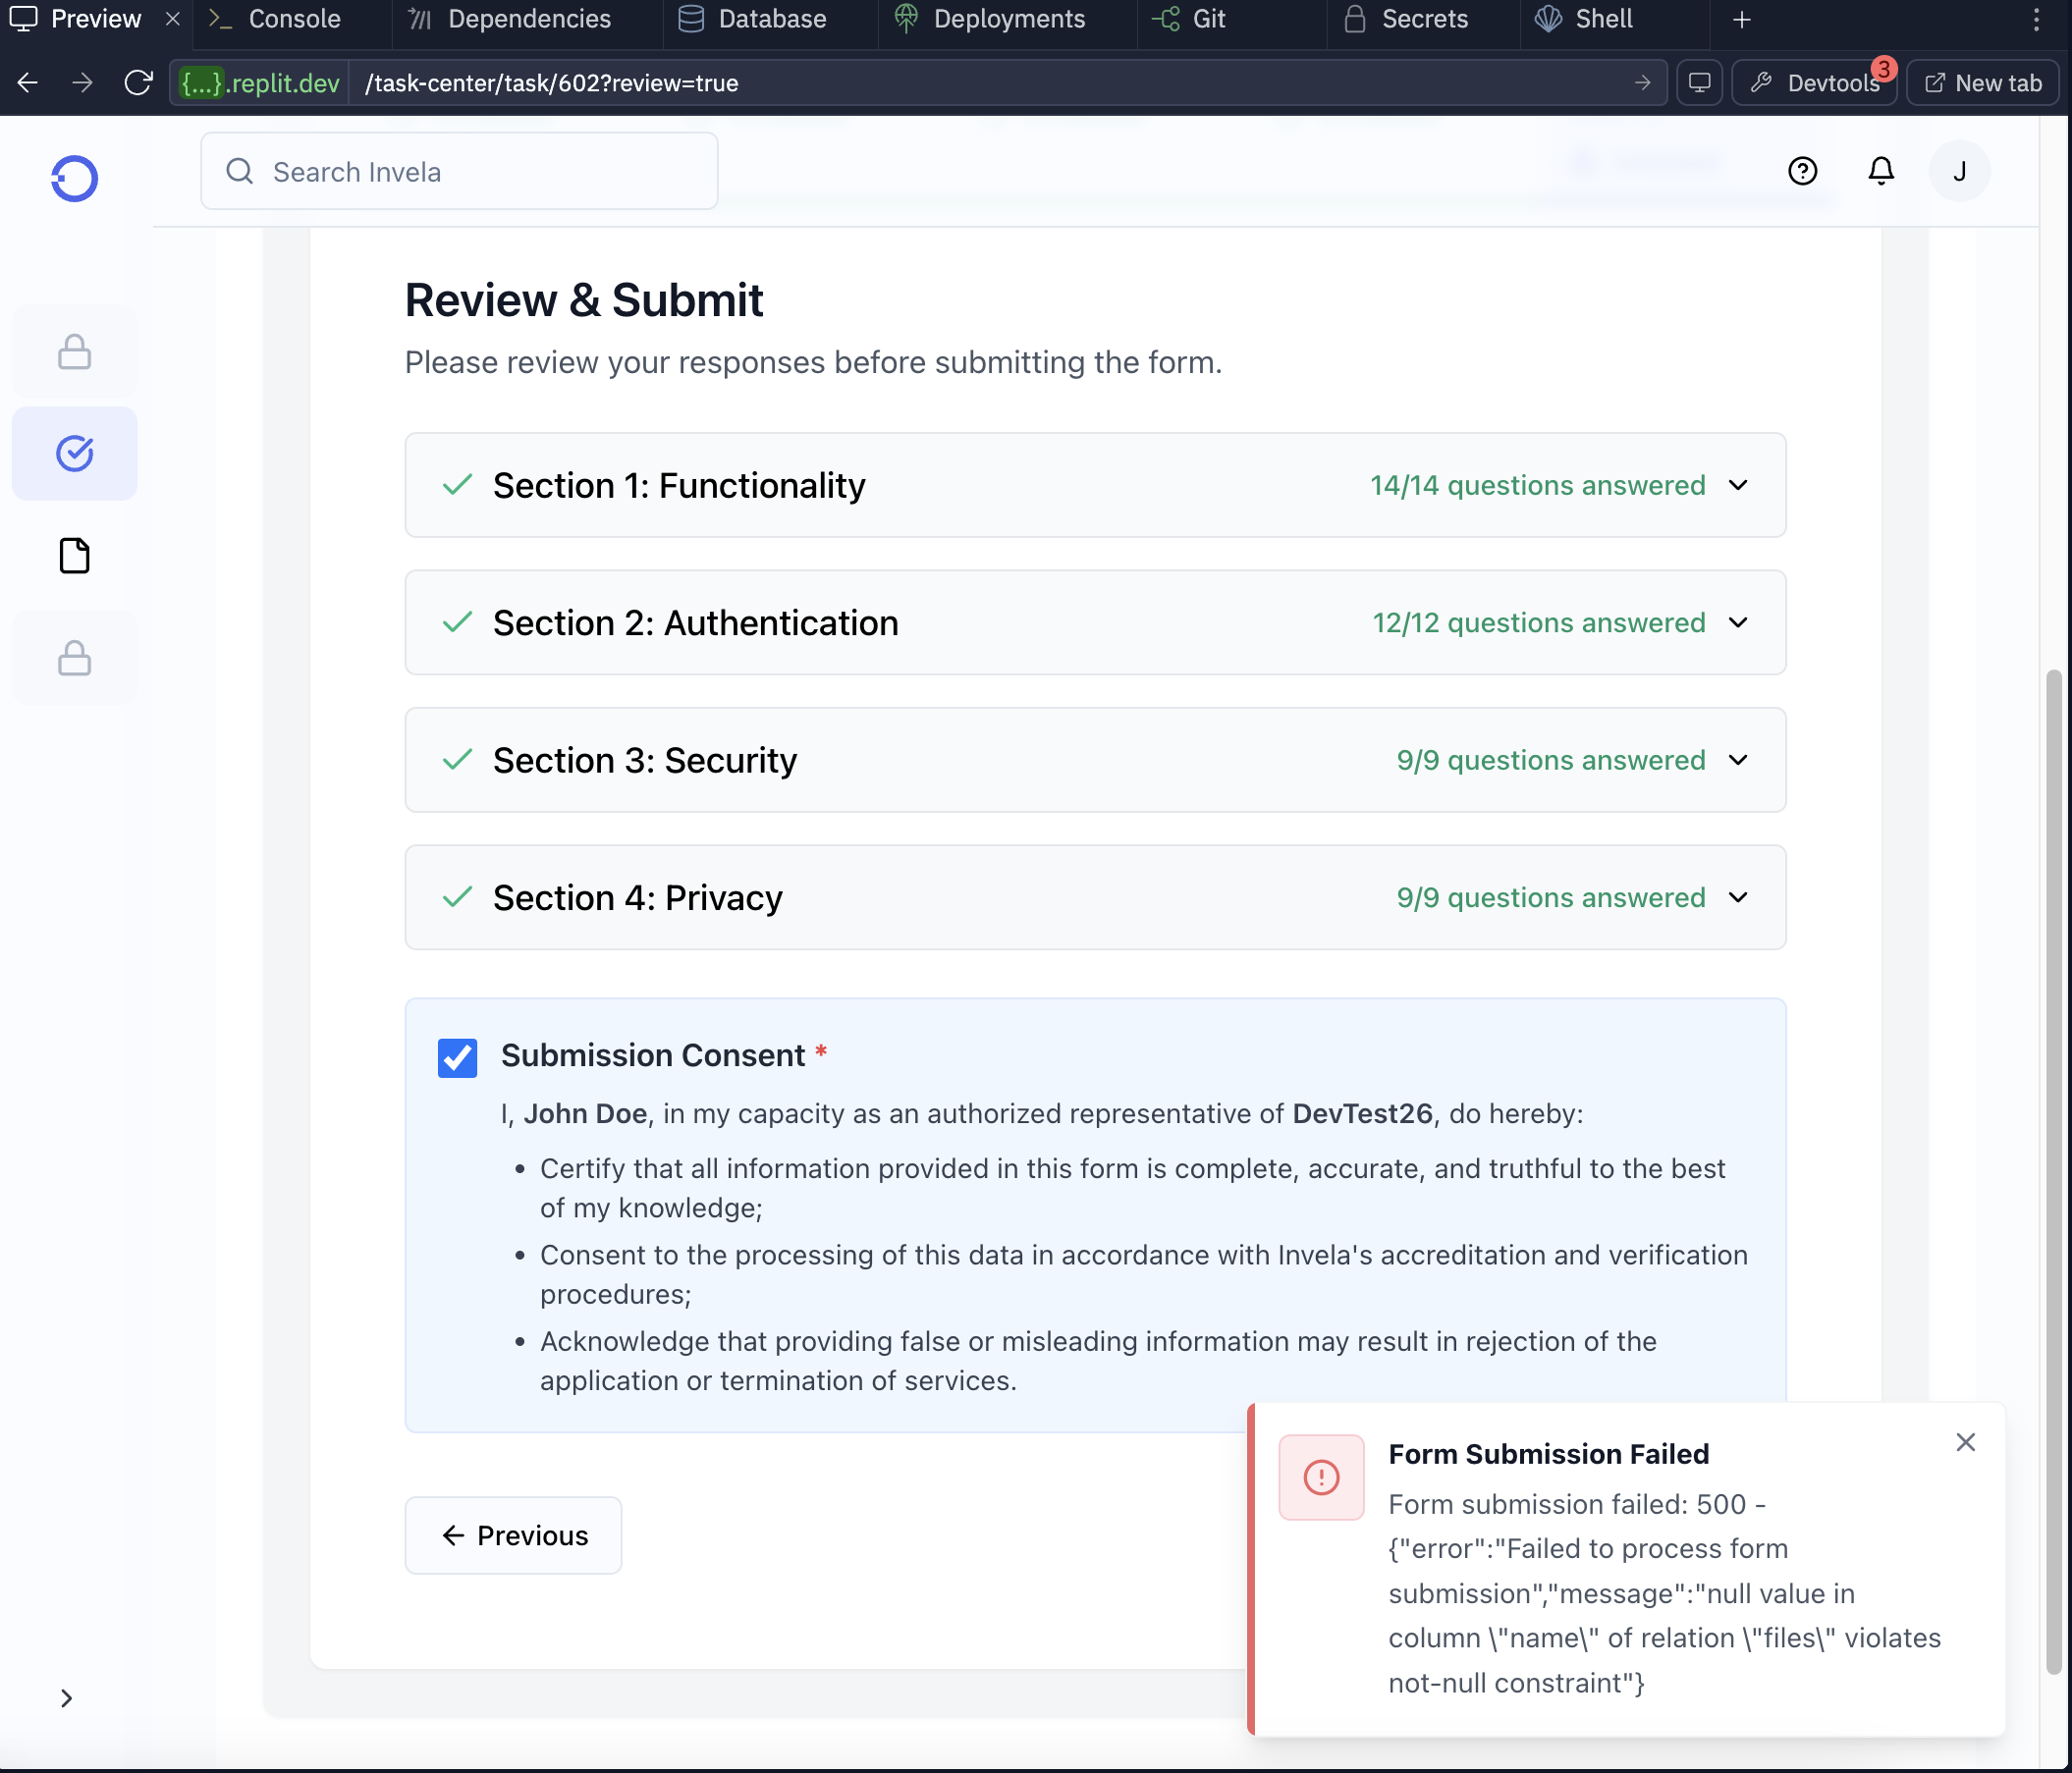 Preview
Console
Dependencies
Database
Deployments
Git
Secrets
Shell
{...}.replit.dev
/task-center/task/602?review=true
Devtools
3
New tab
Search Invela
J
Review & Submit
Please review your responses before submitting the form.
Section 1: Functionality
14/14 questions answered
Section 2: Authentication
12/12 questions answered
Section 3: Security
9/9 questions answered
Section 4: Privacy
9/9 questions answered
Submission Consent *
I, John Doe, in my capacity as an authorized representative of DevTest26, do hereby:
• Certify that all information provided in this form is complete, accurate, and truthful to the best
of my knowledge;
• Consent to the processing of this data in accordance with Invela's accreditation and verification
procedures;
• Acknowledge that providing false or misleading information may result in rejection of the
application or termination of services.
Previous
Form Submission Failed
Form submission failed: 500 -
{"error":"Failed to process form
submission","message":"null value in
column \"name\" of relation \"files\" violates
not-null constraint"}